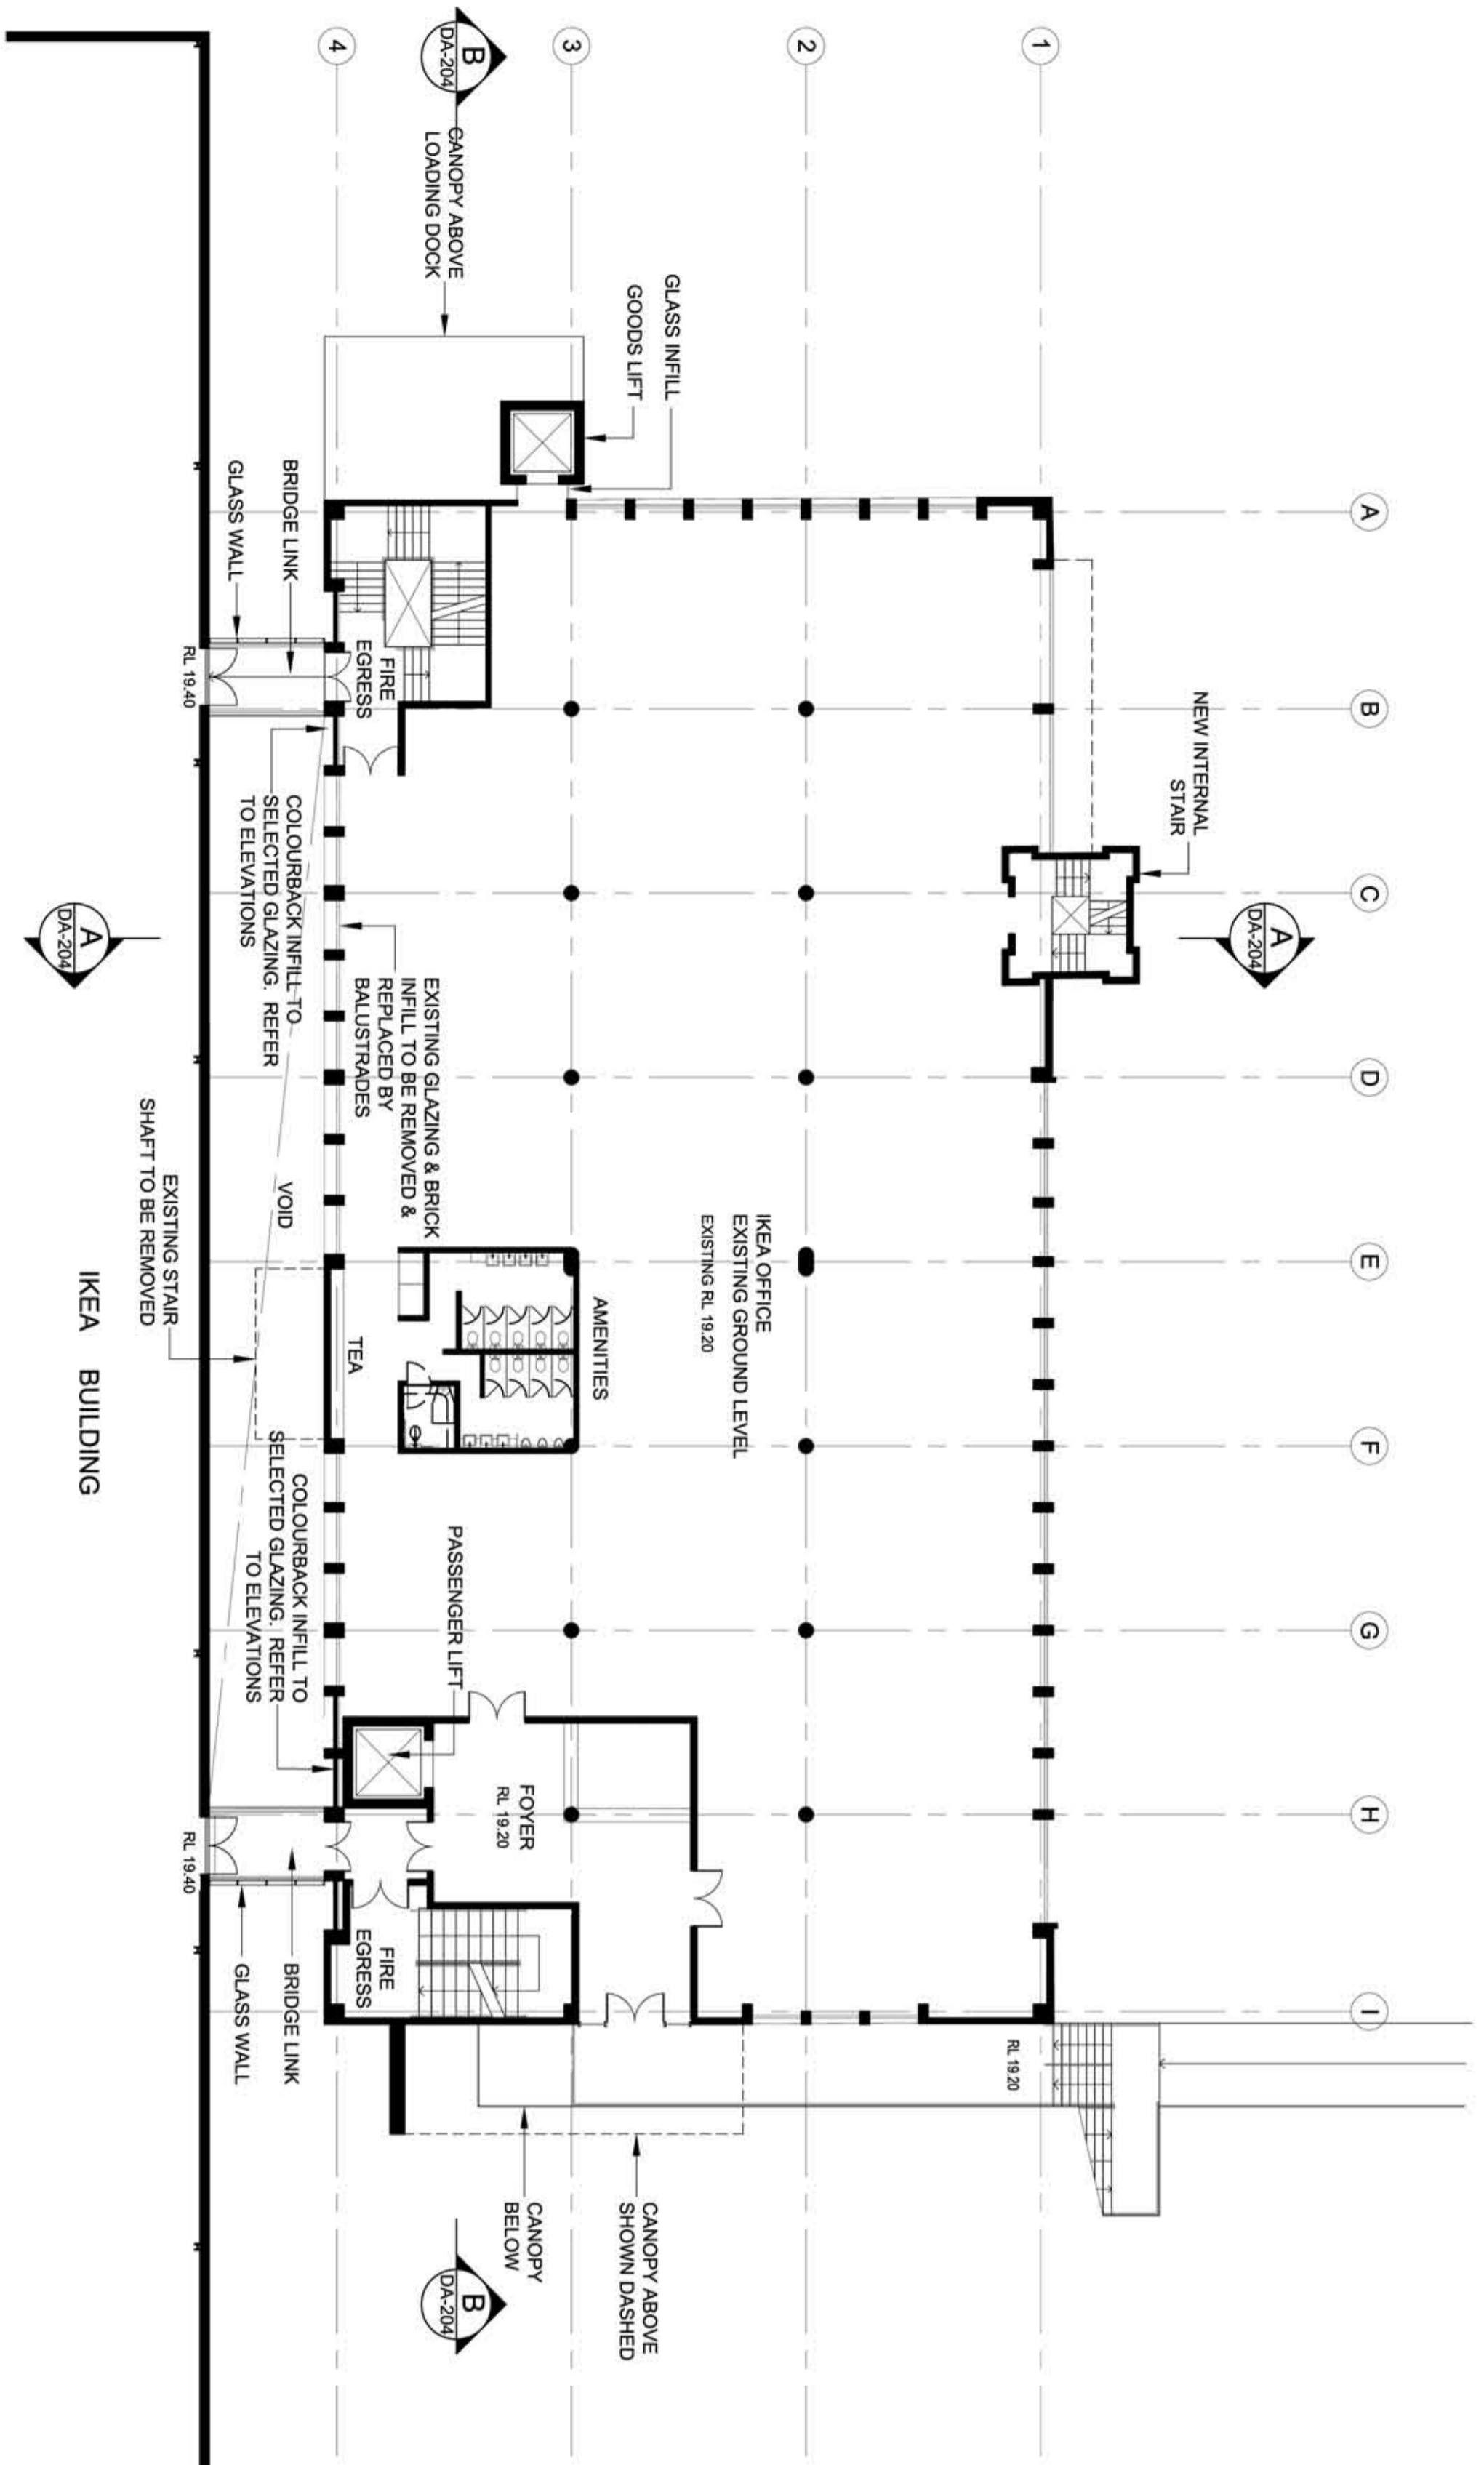 A
B
C
D
E
F
G
H
I
1
2
3
4
NEW INTERNAL
STAIR
A
DA-204
RL 19.20
GLASS INFILL
GOODS LIFT
IKEA OFFICE
EXISTING GROUND LEVEL
EXISTING RL 19.20
AMENITIES
CANOPY ABOVE
SHOWN DASHED
CANOPY
BELOW
B
DA-204
CANOPY ABOVE
LOADING DOCK
B
DA-204
FOYER
RL 19.20
PASSENGER LIFT
EXISTING GLAZING & BRICK
INFILL TO BE REMOVED &
REPLACED BY
BALUSTRADES
FIRE
EGRESS
TEA
FIRE
EGRESS
BRIDGE LINK
GLASS WALL
COLOURBACK INFILL TO
SELECTED GLAZING. REFER
TO ELEVATIONS
VOID
COLOURBACK INFILL TO
SELECTED GLAZING. REFER
TO ELEVATIONS
BRIDGE LINK
GLASS WALL
RL 19.40
RL 19.40
EXISTING STAIR
SHAFT TO BE REMOVED
A
DA-204
IKEA BUILDING